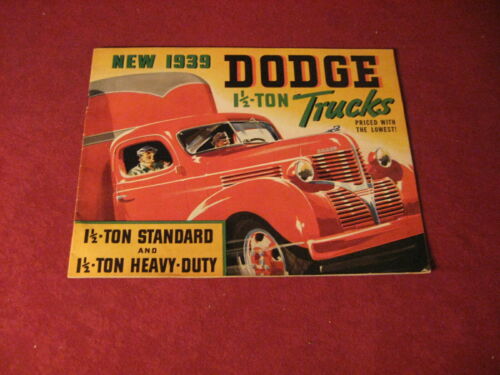 NEW 1939 DODGE
1½-TON Trucks
PRICED WITH
THE LOWEST!
1½-TON STANDARD
AND
1½-TON HEAVY-DUTY